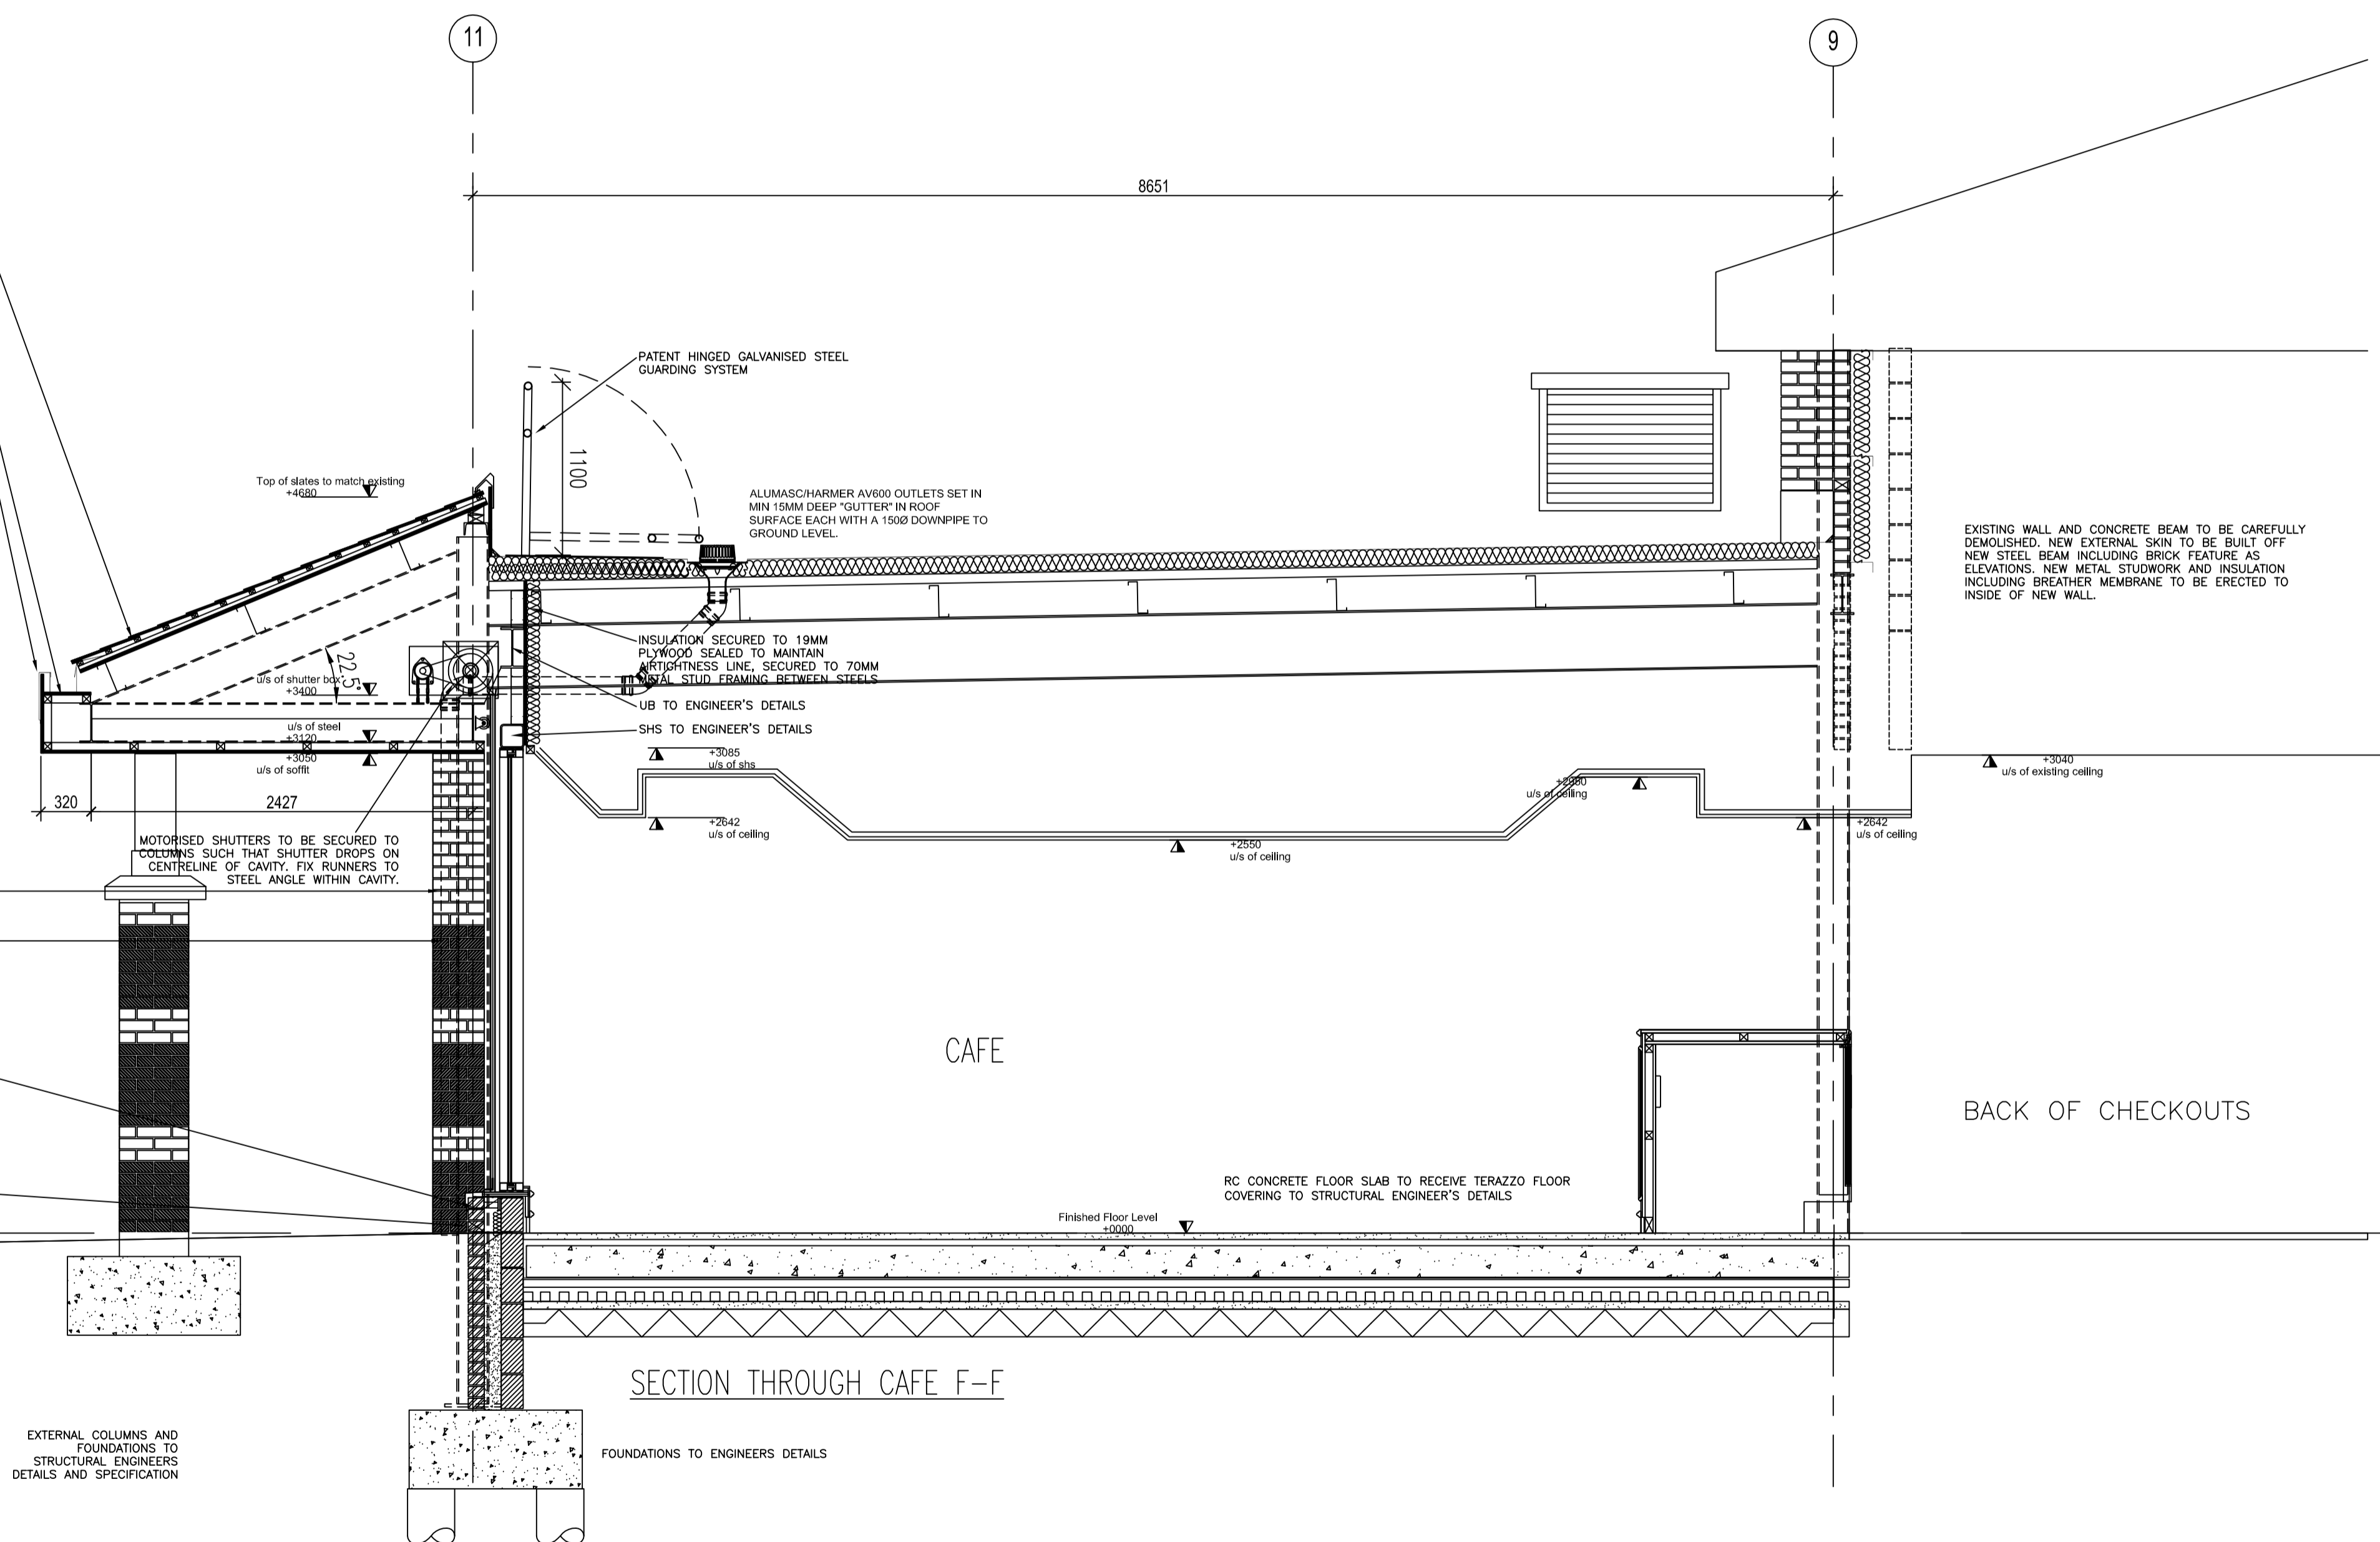 11
9
8651
PATENT HINGED GALVANISED STEEL
GUARDING SYSTEM
1100
Top of slates to match existing
+4680
ALUMASC/HARMER AV600 OUTLETS SET IN
MIN 15MM DEEP "GUTTER" IN ROOF
SURFACE EACH WITH A 150Ø DOWNPIPE TO
GROUND LEVEL.
EXISTING WALL AND CONCRETE BEAM TO BE CAREFULLY
DEMOLISHED. NEW EXTERNAL SKIN TO BE BUILT OFF
NEW STEEL BEAM INCLUDING BRICK FEATURE AS
ELEVATIONS. NEW METAL STUDWORK AND INSULATION
INCLUDING BREATHER MEMBRANE TO BE ERECTED TO
INSIDE OF NEW WALL.
INSULATION SECURED TO 19MM
PLYWOOD SEALED TO MAINTAIN
AIRTIGHTNESS LINE, SECURED TO 70MM
METAL STUD FRAMING BETWEEN STEELS
22.5°
u/s of shutter box
+3400
UB TO ENGINEER'S DETAILS
SHS TO ENGINEER'S DETAILS
u/s of steel
+3120
+3050
u/s of soffit
+3085
u/s of shs
+2980
u/s of ceiling
+3040
u/s of existing ceiling
320
2427
+2642
u/s of ceiling
+2550
u/s of ceiling
+2642
u/s of ceiling
MOTORISED SHUTTERS TO BE SECURED TO
COLUMNS SUCH THAT SHUTTER DROPS ON
CENTRELINE OF CAVITY. FIX RUNNERS TO
STEEL ANGLE WITHIN CAVITY.
CAFE
BACK OF CHECKOUTS
RC CONCRETE FLOOR SLAB TO RECEIVE TERAZZO FLOOR
COVERING TO STRUCTURAL ENGINEER'S DETAILS
Finished Floor Level
+0000
SECTION THROUGH CAFE F-F
EXTERNAL COLUMNS AND
FOUNDATIONS TO
STRUCTURAL ENGINEERS
DETAILS AND SPECIFICATION
FOUNDATIONS TO ENGINEERS DETAILS